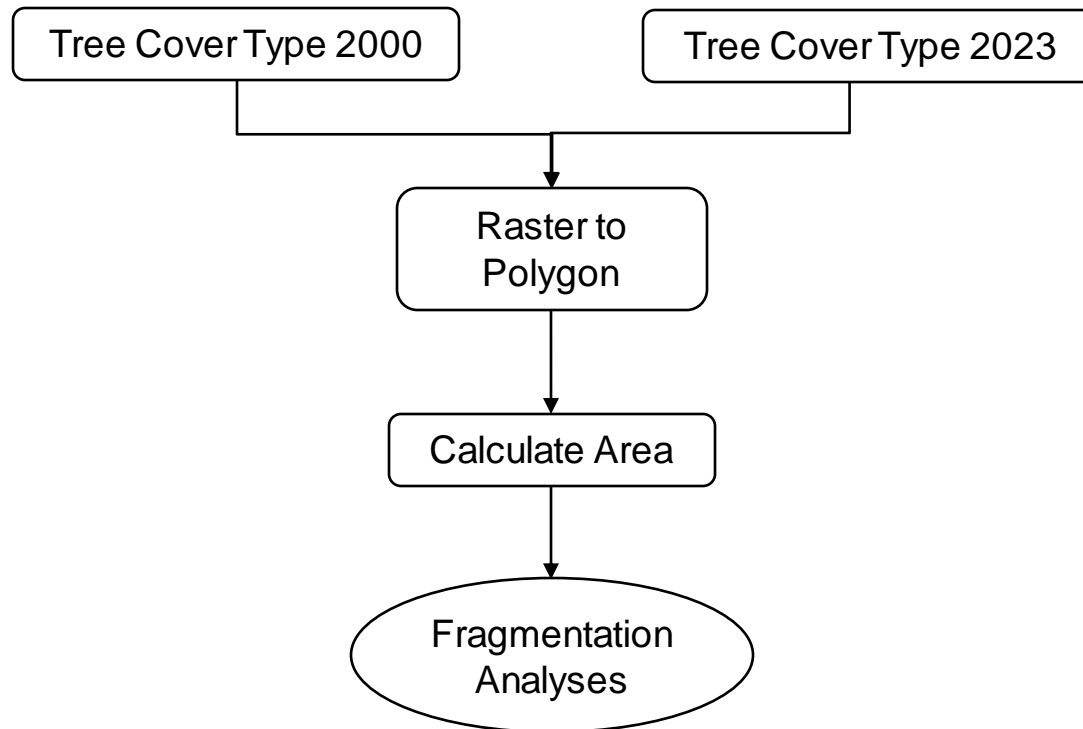 Tree Cover Type 2000
Tree Cover Type 2023
Raster to
Polygon
Calculate Area
Fragmentation
Analyses